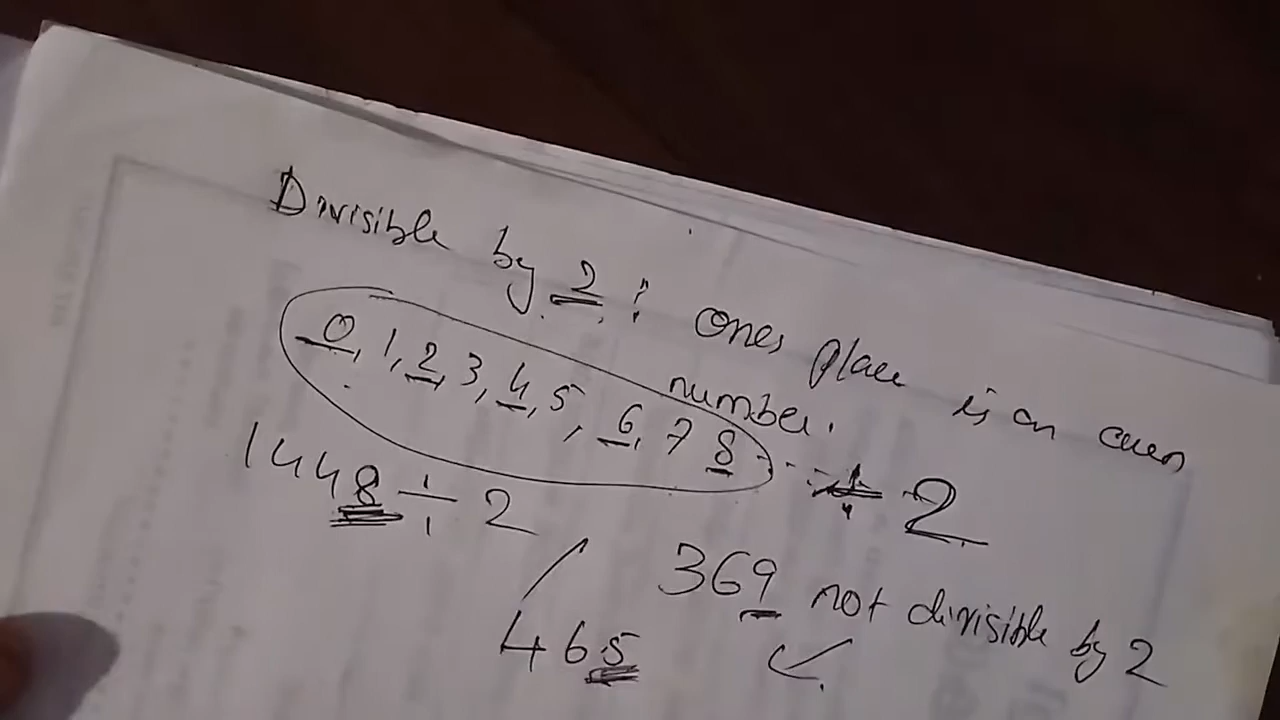 Divisible by 2 : ones place is an even
number.
0, 1, 2, 3, 4, 5, 6, 7 8 ... ÷ 2
1448 ÷ 2
369 not divisible by 2
465